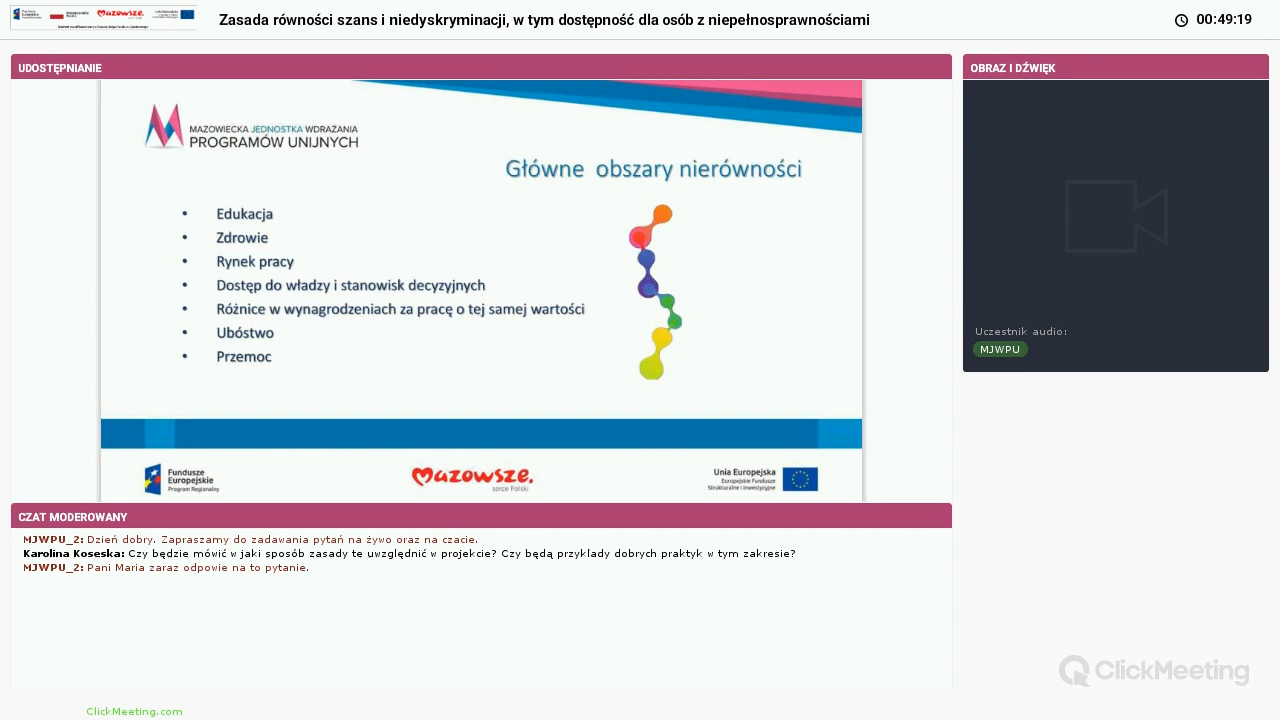 Zasada równości szans i niedyskryminacji, w tym dostępność dla osób z niepełnosprawnościami
00:49:19
UDOSTĘPNIANIE
OBRAZ I DŹWIĘK
MAZOWIECKA JEDNOSTKA WDRAŻANIA
PROGRAMÓW UNIJNYCH
Główne obszary nierówności
• Edukacja
• Zdrowie
• Rynek pracy
• Dostęp do władzy i stanowisk decyzyjnych
• Różnice w wynagrodzeniach za pracę o tej samej wartości
• Ubóstwo
• Przemoc
Uczestnik audio:
MJWPU
Fundusze
Europejskie
Program Regionalny
Mazowsze.
serce Polski
Unia Europejska
Europejskie Fundusze
Strukturalne i Inwestycyjne
CZAT MODEROWANY
MJWPU_2: Dzień dobry. Zapraszamy do zadawania pytań na żywo oraz na czacie.
Karolina Koseska: Czy będzie mówić w jaki sposób zasady te uwzględnić w projekcie? Czy będą przyklady dobrych praktyk w tym zakresie?
MJWPU_2: Pani Maria zaraz odpowie na to pytanie.
ClickMeeting
ClickMeeting.com